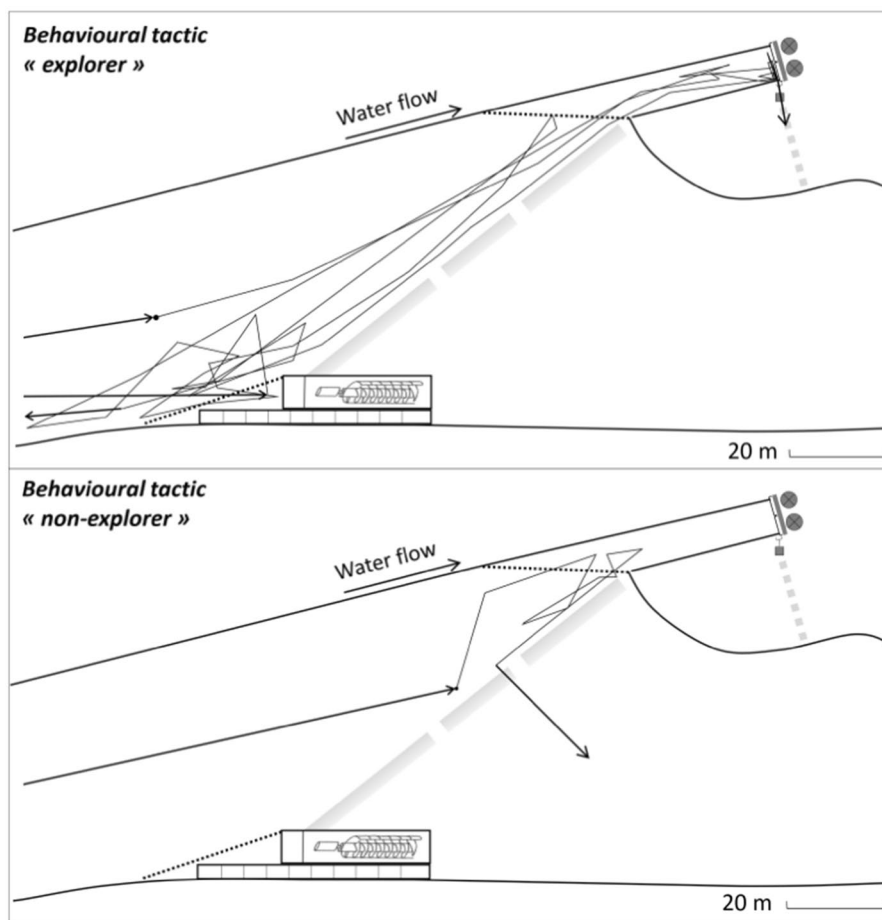 Behavioural tactic
« explorer »
Water flow
20 m
Behavioural tactic
« non-explorer »
Water flow
20 m